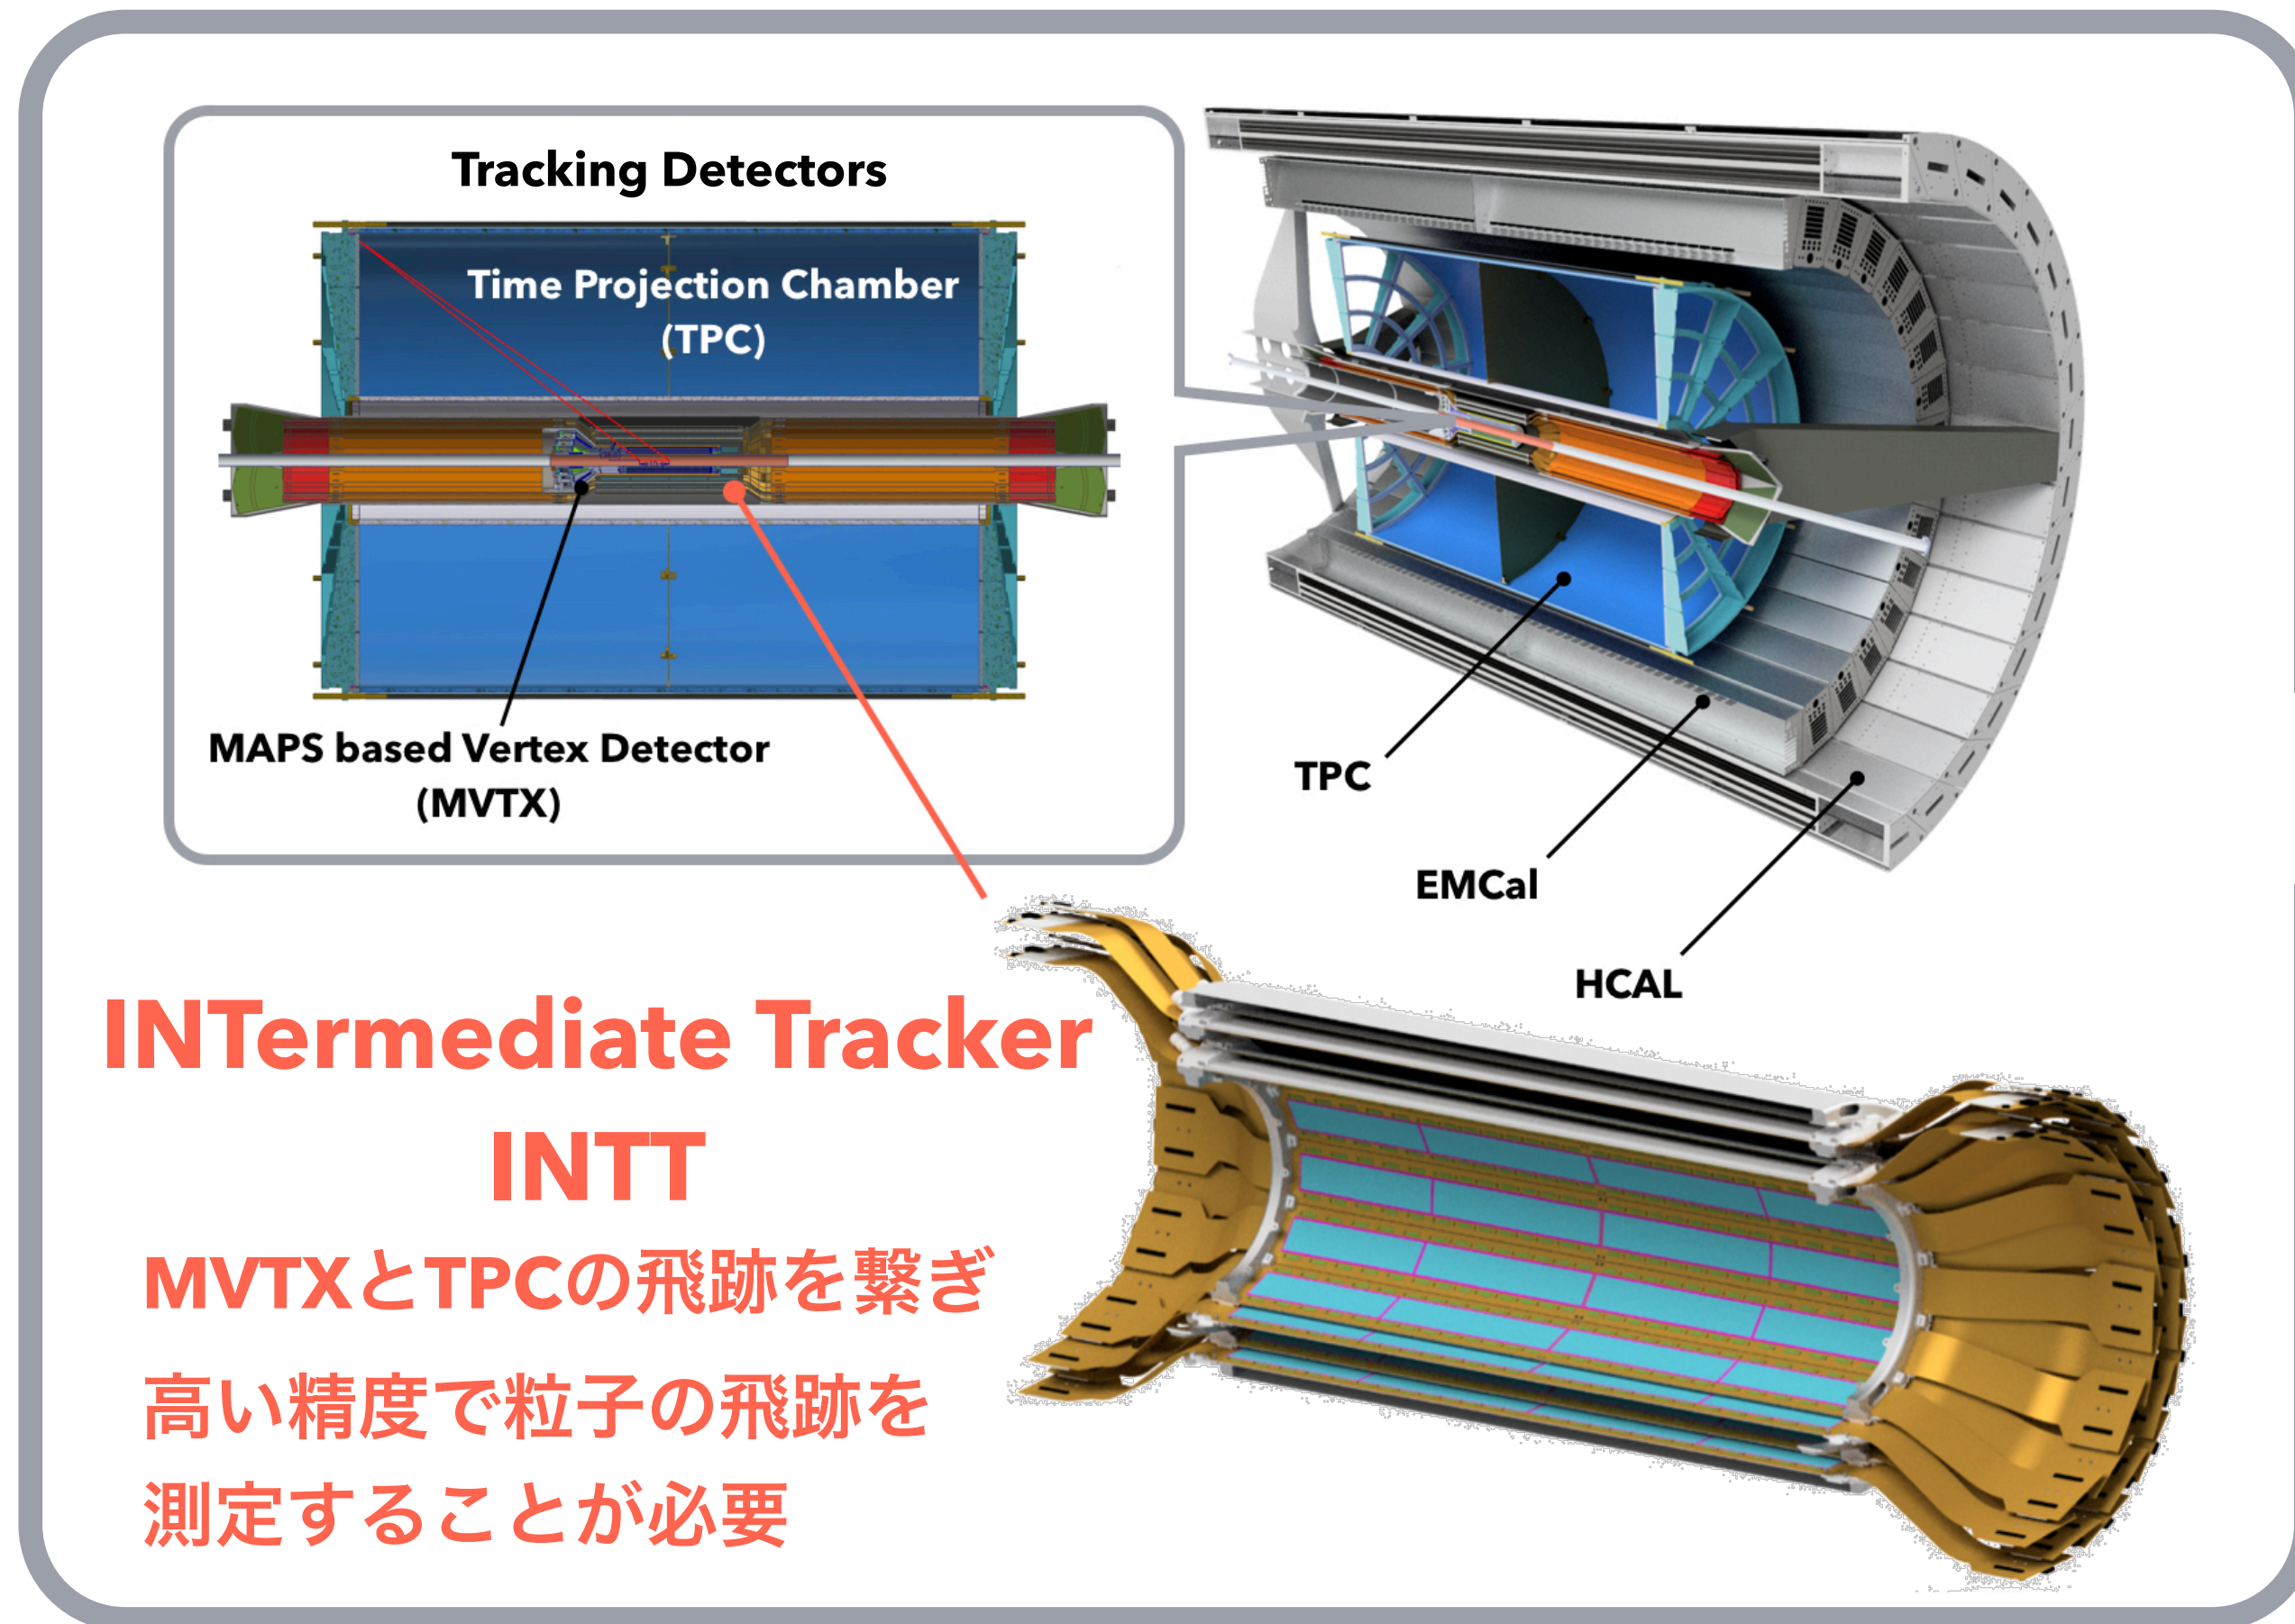 Tracking Detectors
Time Projection Chamber
(TPC)
MAPS based Vertex Detector
(MVTX)
TPC
EMCal
HCAL
INTermediate Tracker
INTT
MVTXとTPCの飛跡を繋ぎ
高い精度で粒子の飛跡を
測定することが必要